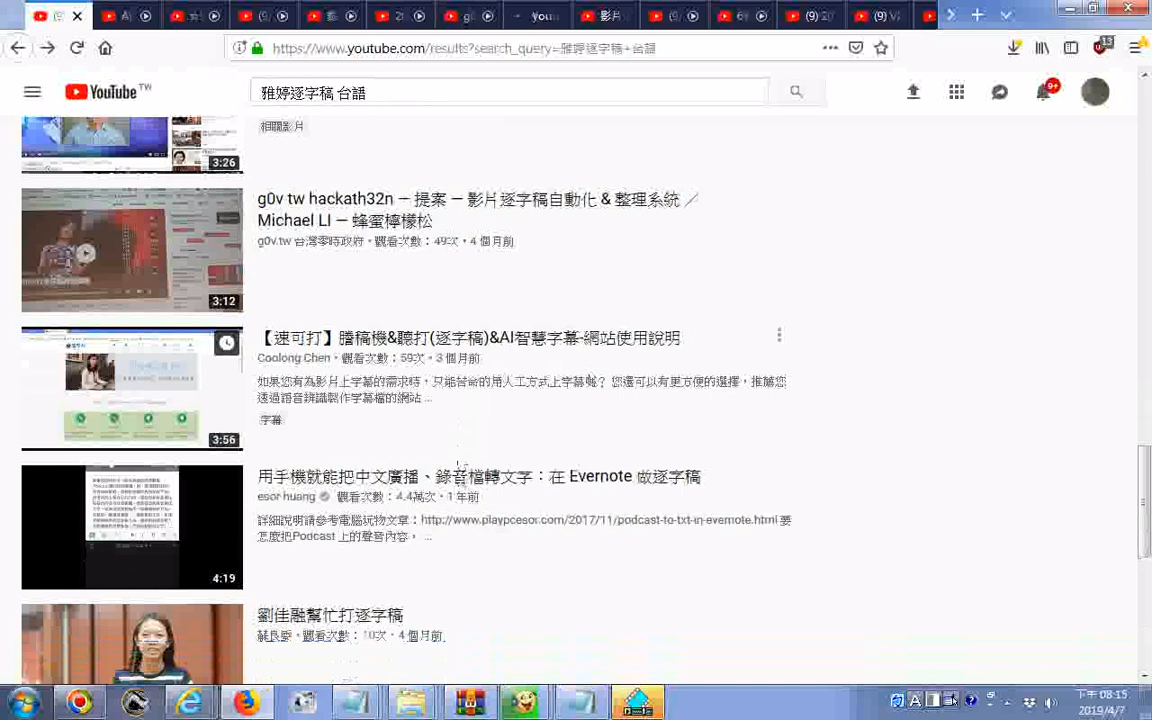 https://www.youtube.com/results?search_query=雅婷逐字稿+台語
13
YouTube TW
雅婷逐字稿 台語
9+
相關影片
3:26
g0v tw hackath32n – 提案 – 影片逐字稿自動化 & 整理系統 ／
Michael LI – 蜂蜜檸檬松
g0v.tw 台灣零時政府・觀看次數：49次・4 個月前
3:12
【速可打】謄稿機&聽打(逐字稿)&AI智慧字幕-網站使用說明
Coolong Chen・觀看次數：59次・3 個月前
如果您有為影片上字幕的需求時，只能苦命的用人工方式上字幕嗎？ 您還可以有更方便的選擇，推薦您
透過語音辨識製作字幕檔的網站 ...
字幕
3:56
用手機就能把中文廣播、錄音檔轉文字：在 Evernote 做逐字稿
esor huang 觀看次數：4.4萬次・1 年前
詳細說明請參考電腦玩物文章：http://www.playpcesor.com/2017/11/podcast-to-txt-in-evernote.html 要
怎麼把Podcast 上的聲音內容， ...
4:19
劉佳融幫忙打逐字稿
觀看次數：10次・4 個月前
下午 08:15
2019/4/7